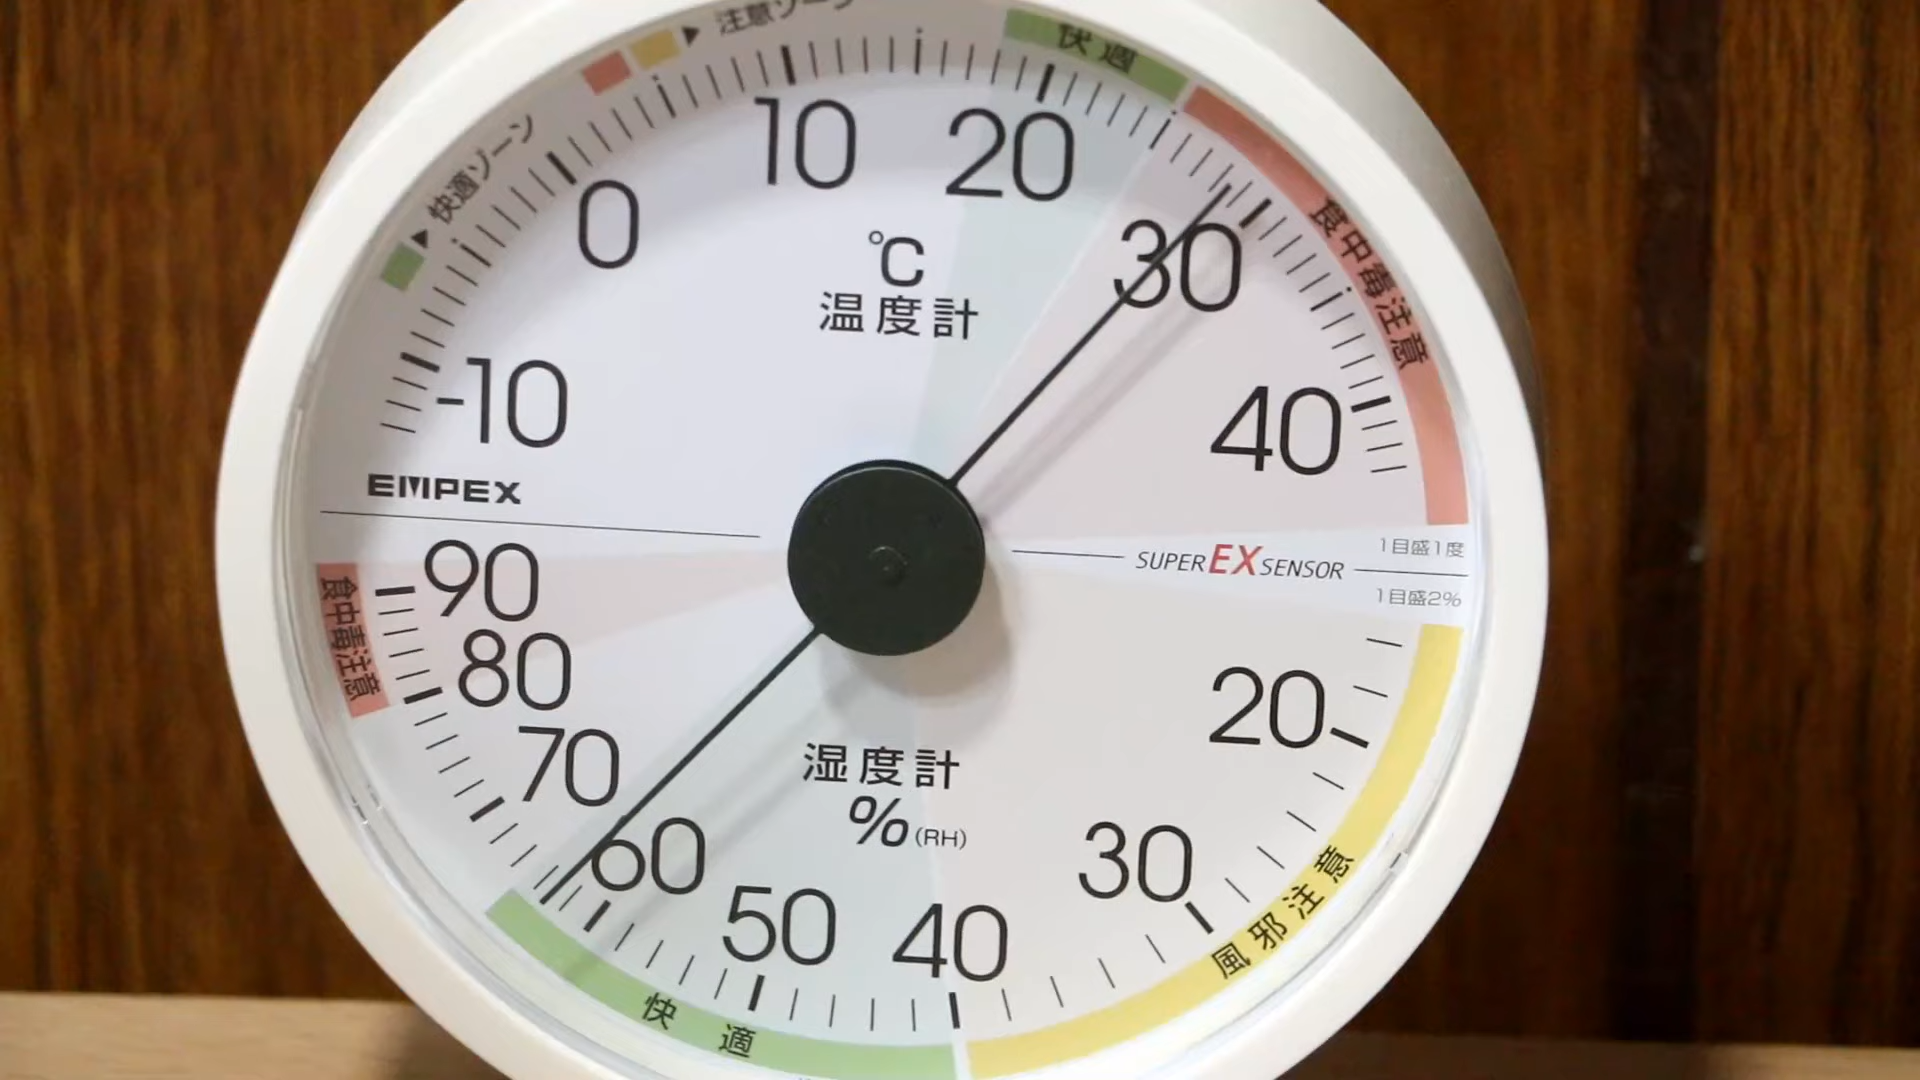 注意ゾーン
快適
快適ゾーン
0 10 20 30 40
-10
℃
温度計
食中毒注意
EMPEX
SUPER EX SENSOR
1目盛1度
1目盛2%
食中毒注意
90
80
70
60
50
40
30
20
湿度計
%(RH)
快適
風邪注意